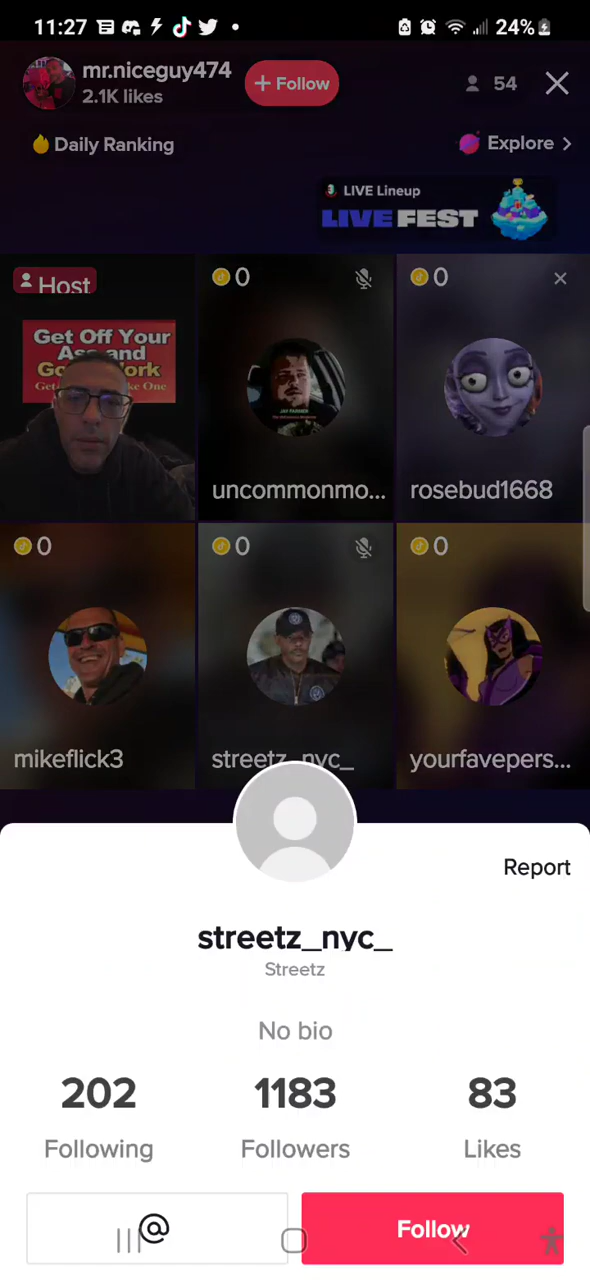 11:27
24%
mr.niceguy474
2.1K likes
+ Follow
54
Daily Ranking
Explore >
LIVE Lineup
LIVE FEST
Host
0
0
Get Off Your
Ass and
uncommonmo...
rosebud1668
0
0
0
mikeflick3
streetz_nyc_
yourfavepers...
Report
streetz_nyc_
Streetz
No bio
202
1183
83
Following
Followers
Likes
@
Follow